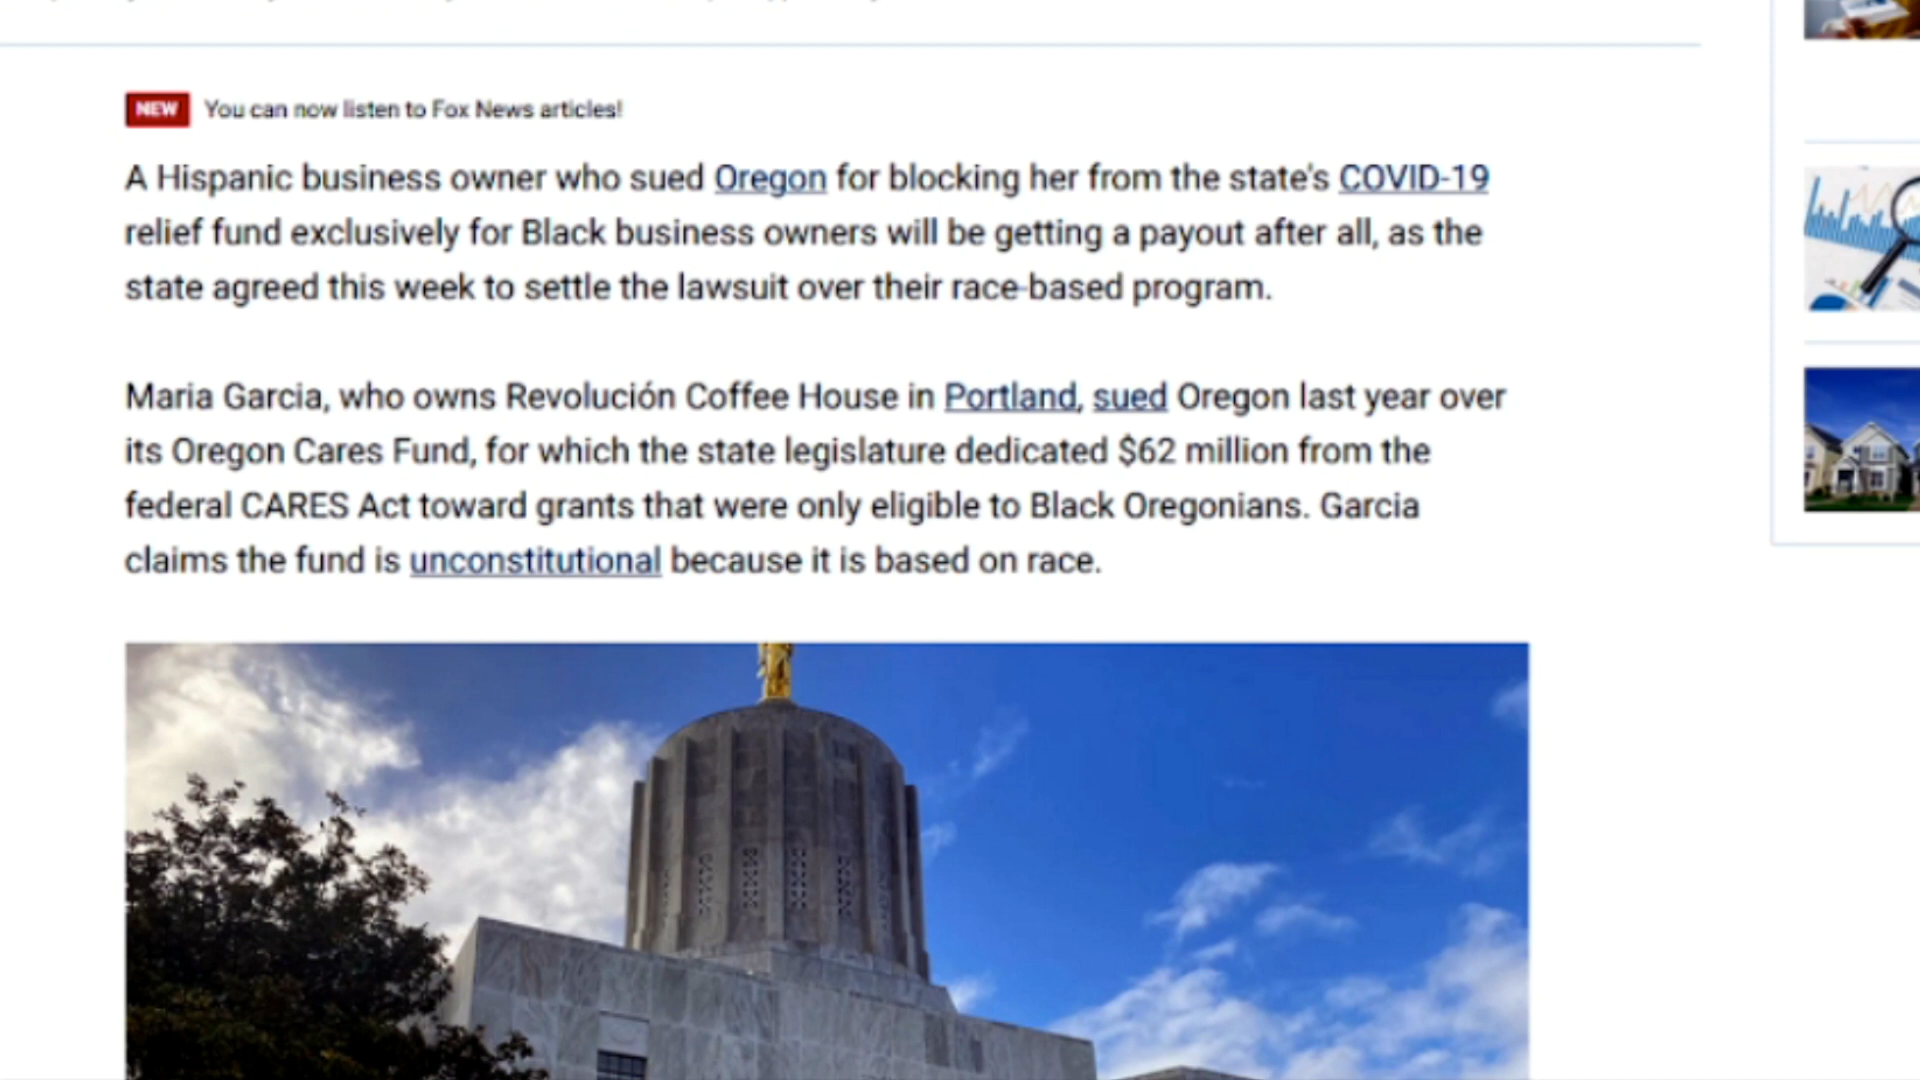 NEW You can now listen to Fox News articles!
A Hispanic business owner who sued Oregon for blocking her from the state's COVID-19
relief fund exclusively for Black business owners will be getting a payout after all, as the
state agreed this week to settle the lawsuit over their race-based program.
Maria Garcia, who owns Revolución Coffee House in Portland, sued Oregon last year over
its Oregon Cares Fund, for which the state legislature dedicated $62 million from the
federal CARES Act toward grants that were only eligible to Black Oregonians. Garcia
claims the fund is unconstitutional because it is based on race.